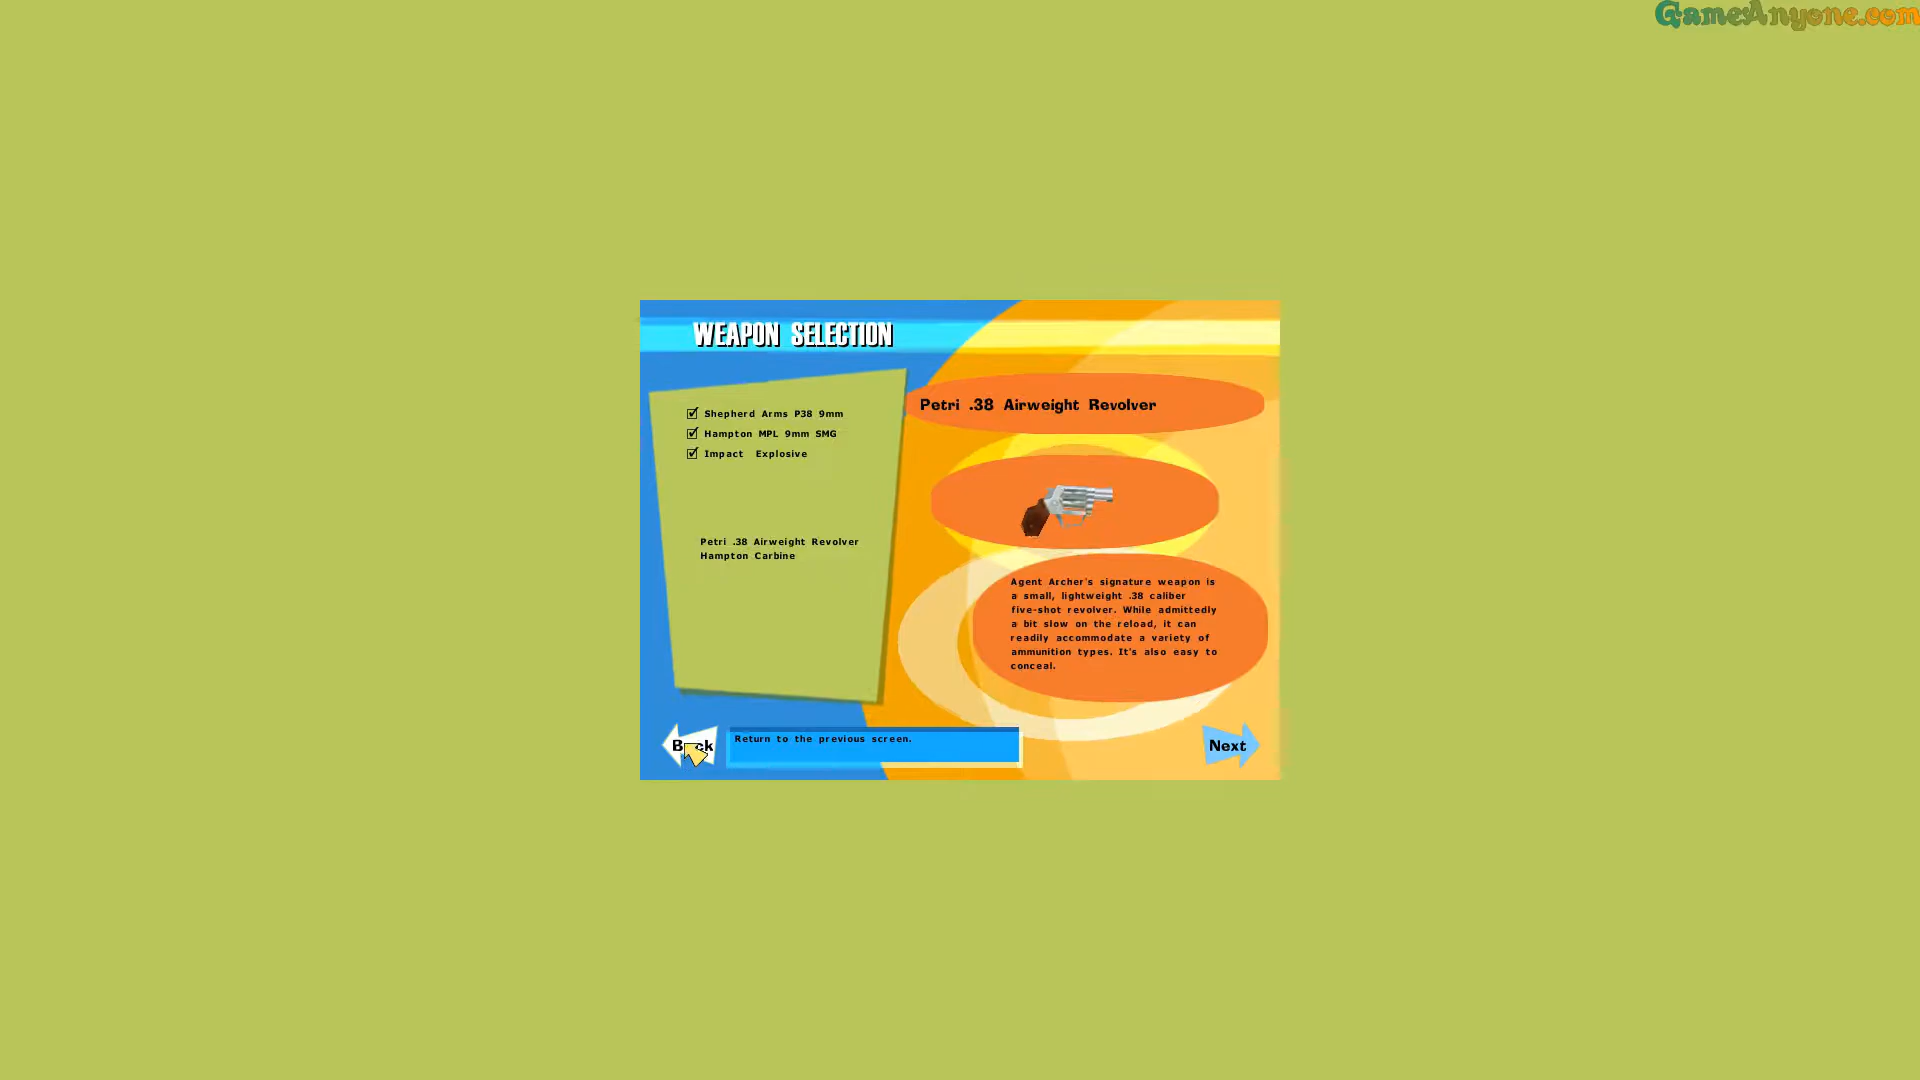 GameAnyone.com
WEAPON SELECTION
Shepherd Arms P38 9mm
Hampton MPL 9mm SMG
Impact Explosive
Petri .38 Airweight Revolver
Hampton Carbine
Petri .38 Airweight Revolver
Agent Archer's signature weapon is
a small, lightweight .38 caliber
five-shot revolver. While admittedly
a bit slow on the reload, it can
readily accommodate a variety of
ammunition types. It's also easy to
conceal.
Back
Return to the previous screen.
Next